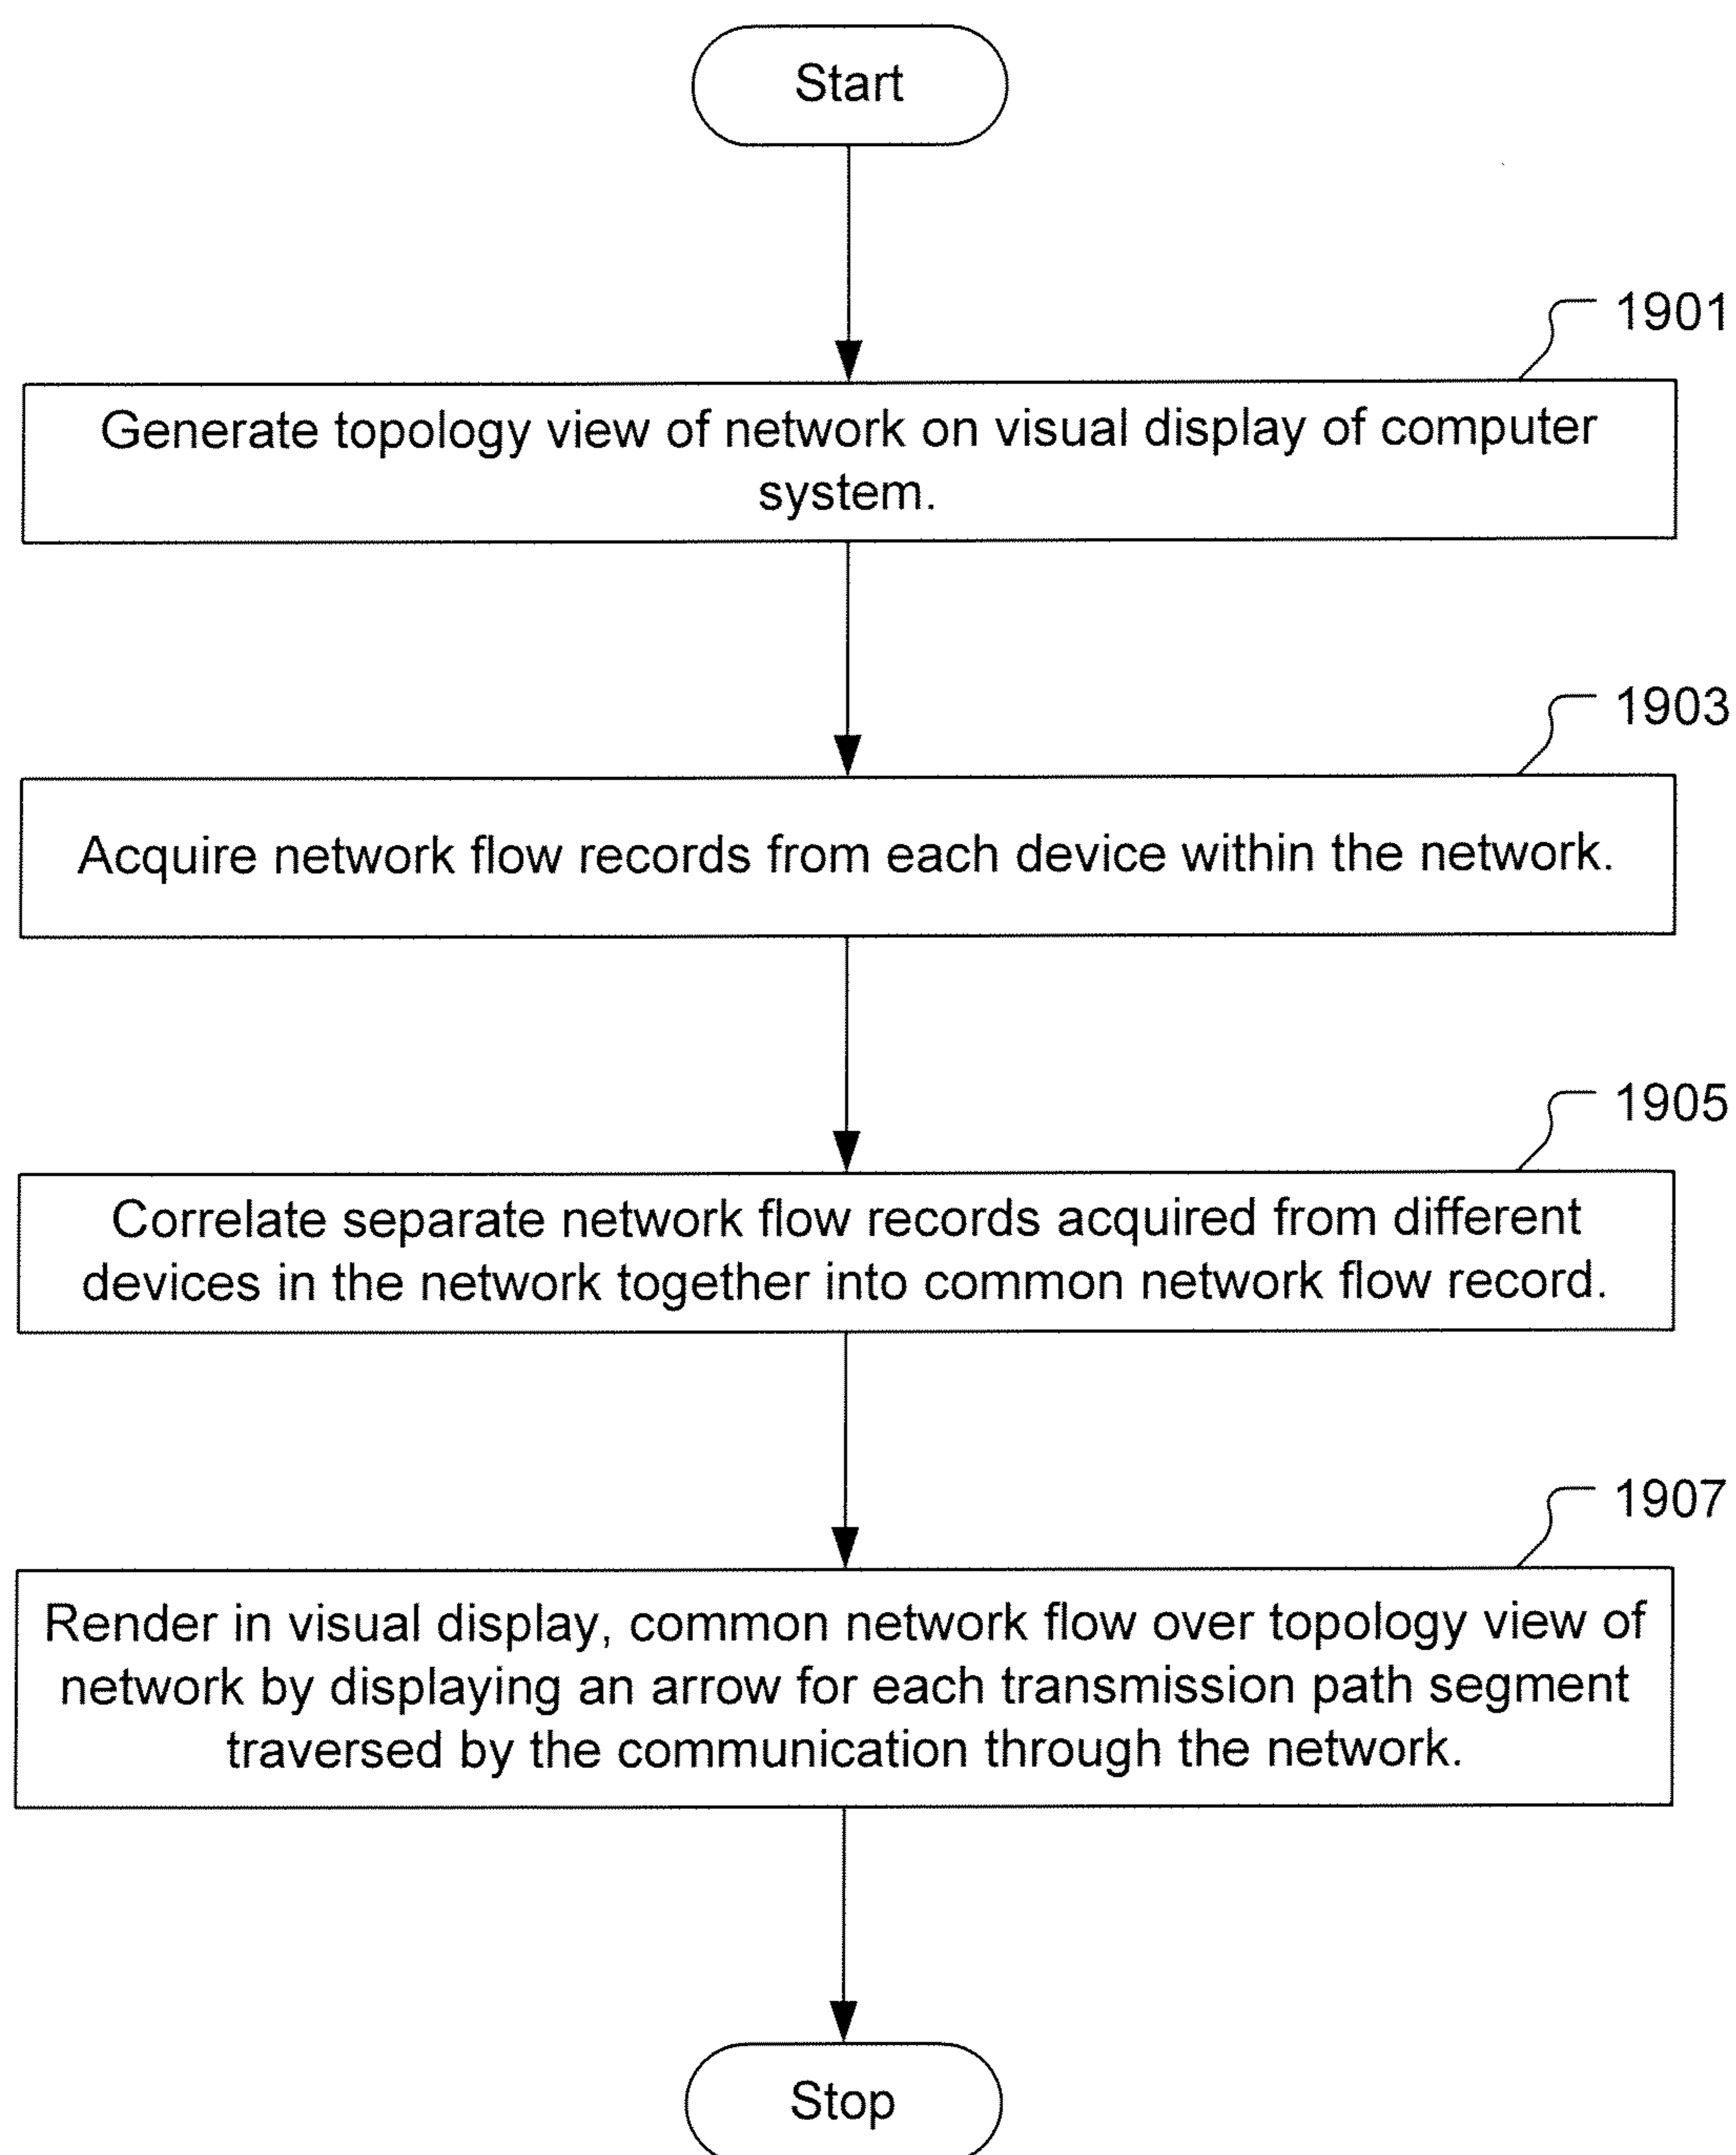 Start
1901
Generate topology view of network on visual display of computer
system.
1903
Acquire network flow records from each device within the network.
1905
Correlate separate network flow records acquired from different
devices in the network together into common network flow record.
1907
Render in visual display, common network flow over topology view of
network by displaying an arrow for each transmission path segment
traversed by the communication through the network.
Stop